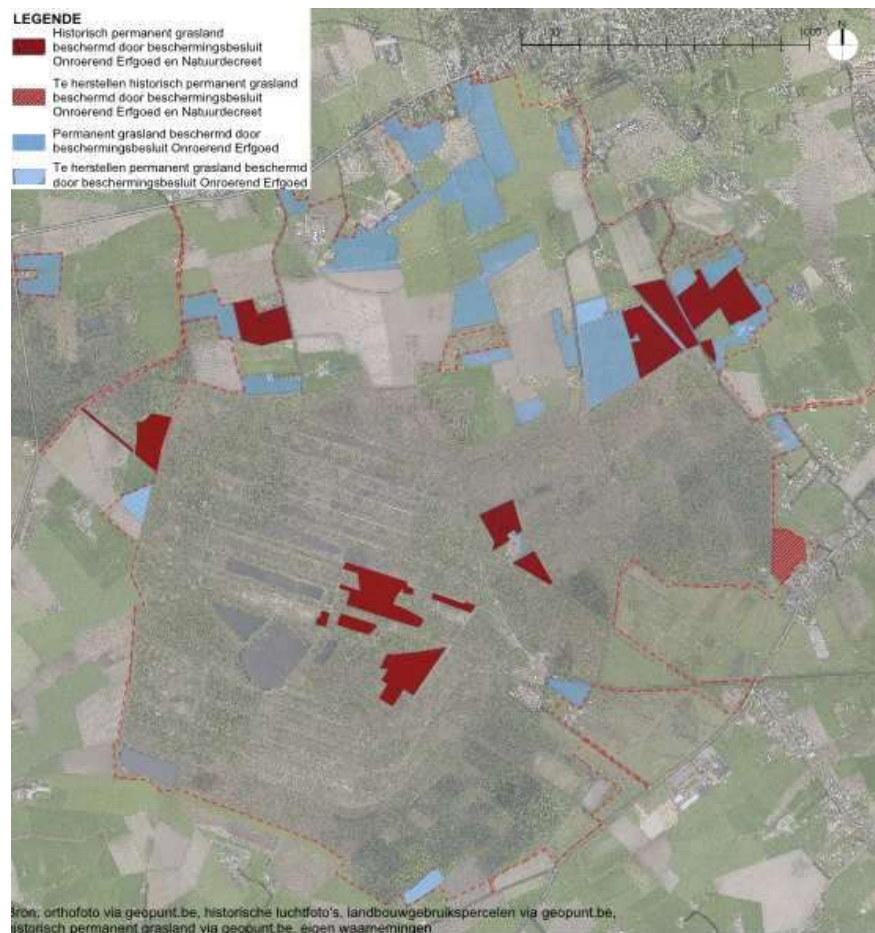 LEGENDE
Historisch permanent grasland
beschermd door beschermingsbesluit
Onroerend Erfgoed en Natuurdecreet
Te herstellen historisch permanent grasland
beschermd door beschermingsbesluit
Onroerend Erfgoed en Natuurdecreet
Permanent grasland beschermd door
beschermingsbesluit Onroerend Erfgoed
Te herstellen permanent grasland beschermd
door beschermingsbesluit Onroerend Erfgoed
1000
N
Bron: orthofoto via geopunt.be, historische luchtfoto's, landbouwgebruikspercelen via geopunt.be,
historisch permanent grasland via geopunt.be, eigen waarnemingen